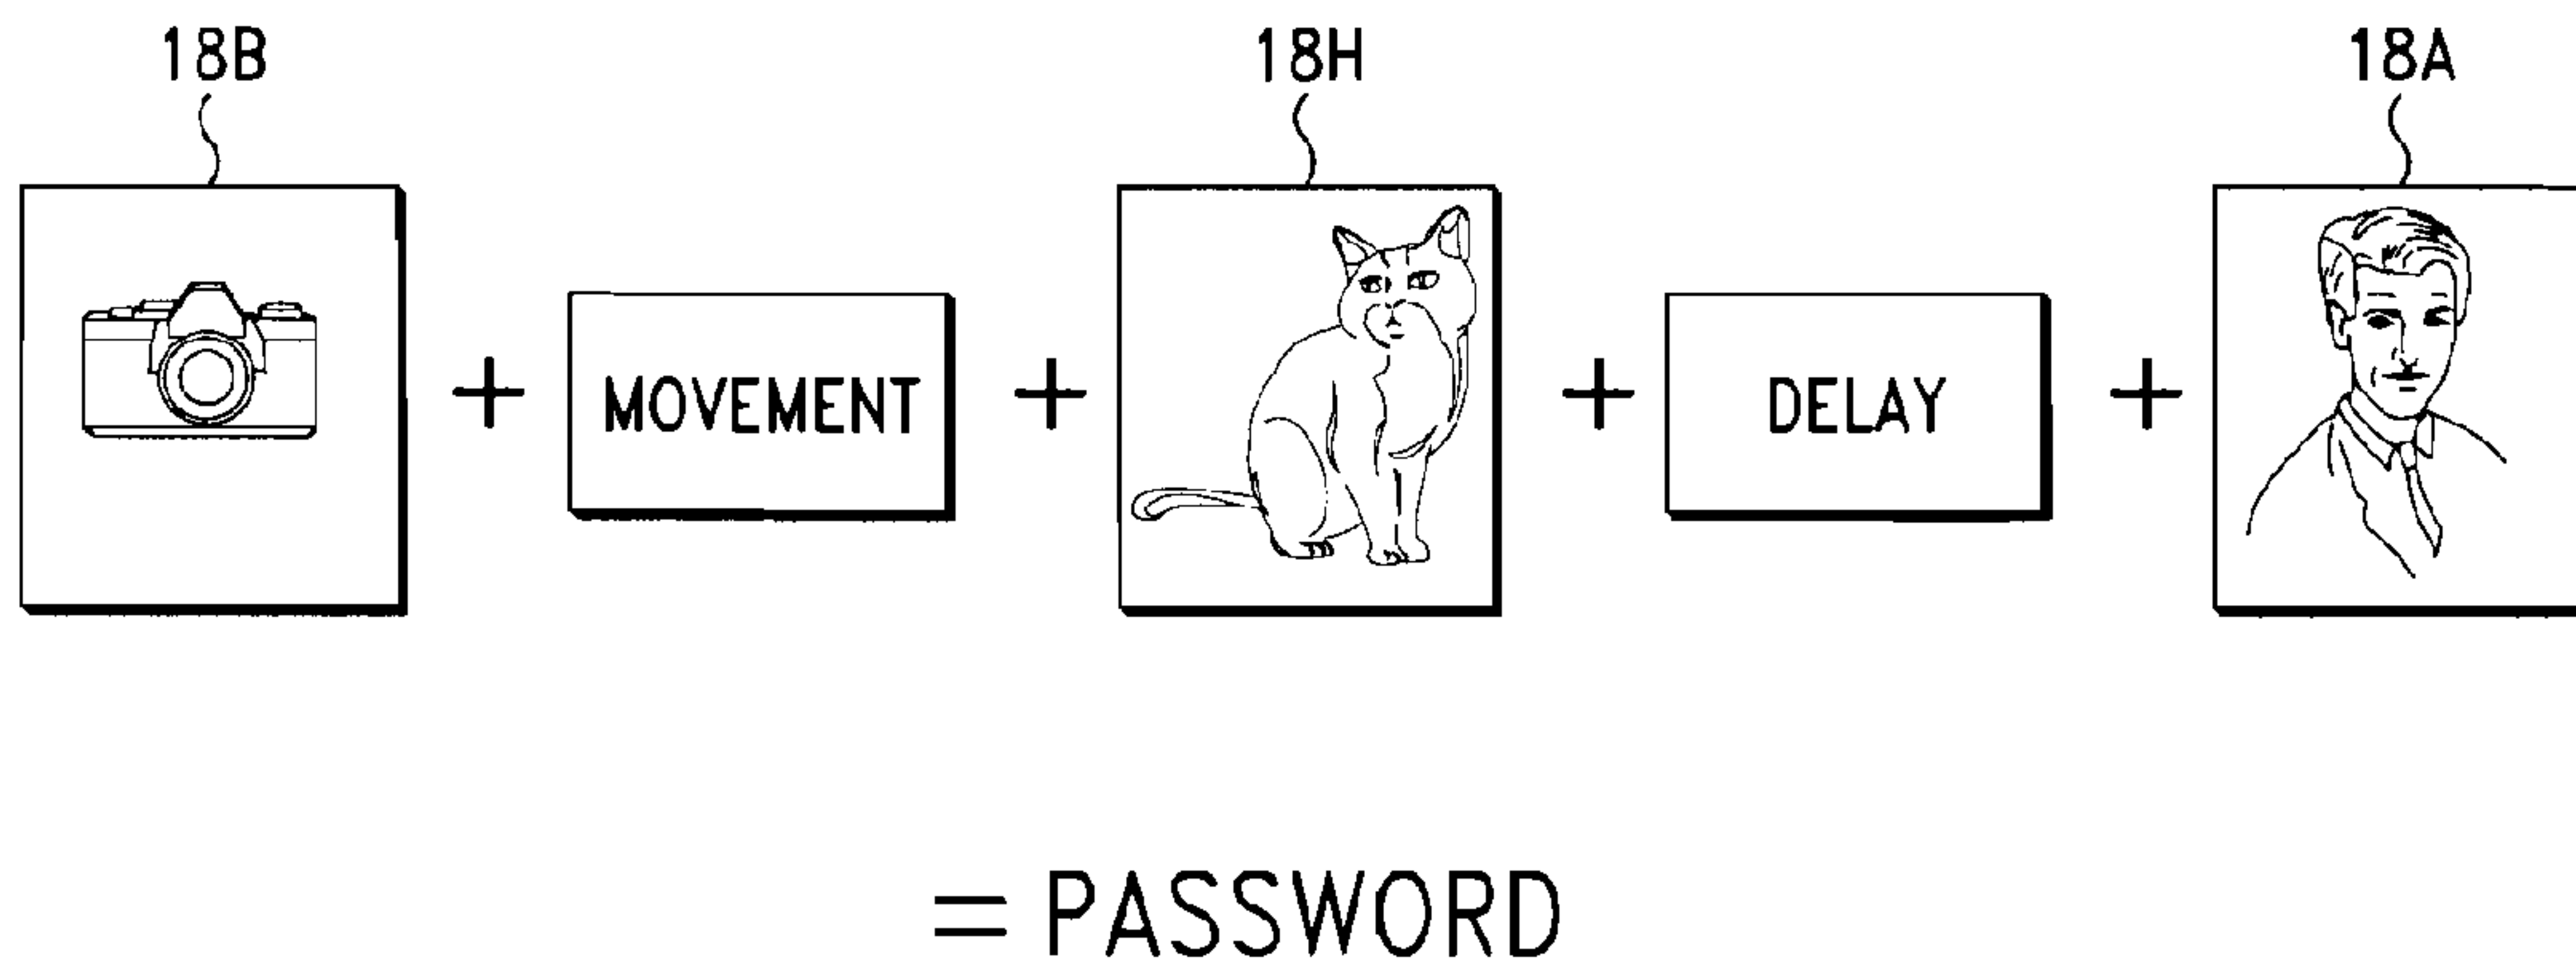 18B 18H 18A
+ MOVEMENT + + DELAY +
= PASSWORD